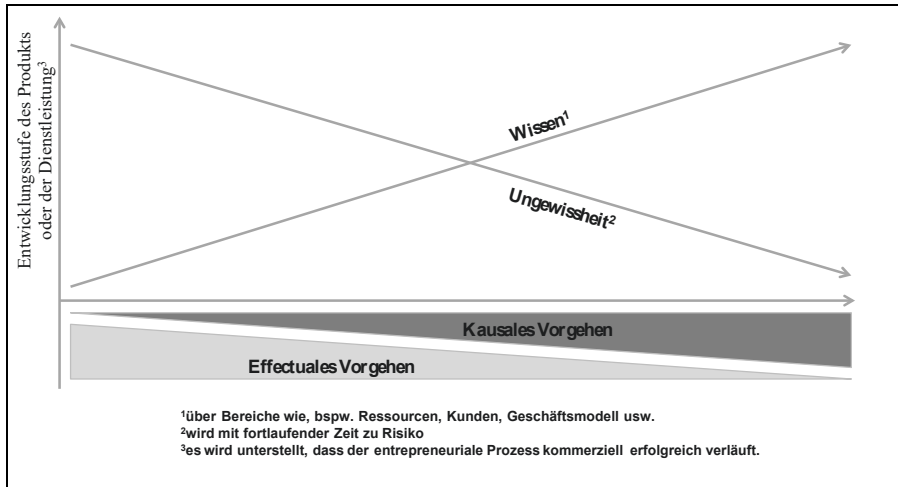 Entwicklungsstufe des Produkts
oder der Dienstleistung³
Wissen¹
Ungewissheit²
Kausales Vorgehen
Effectuales Vorgehen
¹über Bereiche wie, bspw. Ressourcen, Kunden, Geschäftsmodell usw.
²wird mit fortlaufender Zeit zu Risiko
³es wird unterstellt, dass der entrepreneuriale Prozess kommerziell erfolgreich verläuft.